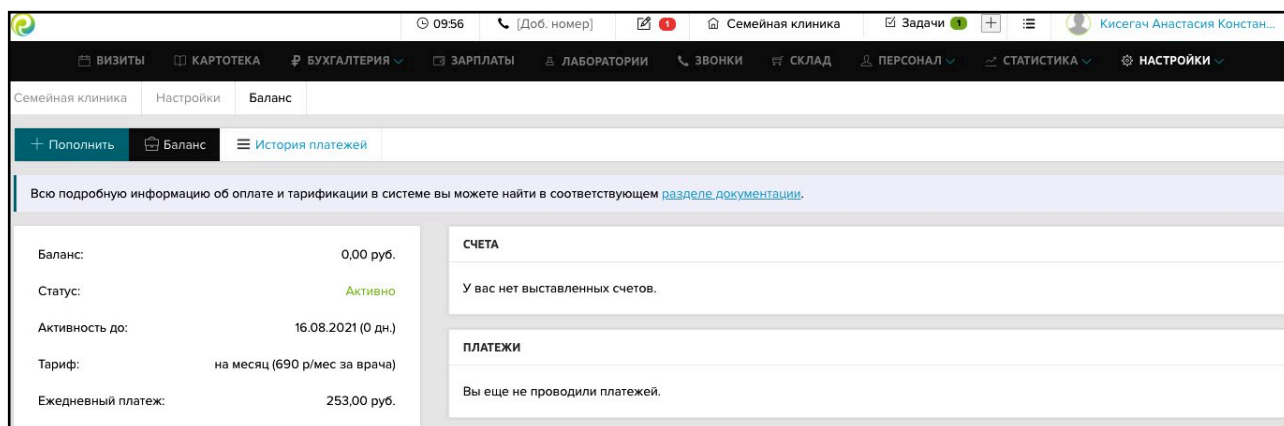 09:56 [Доб. номер] 1 Семейная клиника Задачи 1 + Кисегач Анастасия Констан...
ВИЗИТЫ КАРТОТЕКА ₽ БУХГАЛТЕРИЯ ЗАРПЛАТЫ ЛАБОРАТОРИИ ЗВОНКИ СКЛАД ПЕРСОНАЛ СТАТИСТИКА НАСТРОЙКИ
Семейная клиника Настройки Баланс
+ Пополнить Баланс История платежей
Всю подробную информацию об оплате и тарификации в системе вы можете найти в соответствующем разделе документации.
Баланс: 0,00 руб.
Статус: Активно
Активность до: 16.08.2021 (0 дн.)
Тариф: на месяц (690 р/мес за врача)
Ежедневный платеж: 253,00 руб.
СЧЕТА
У вас нет выставленных счетов.
ПЛАТЕЖИ
Вы еще не проводили платежей.